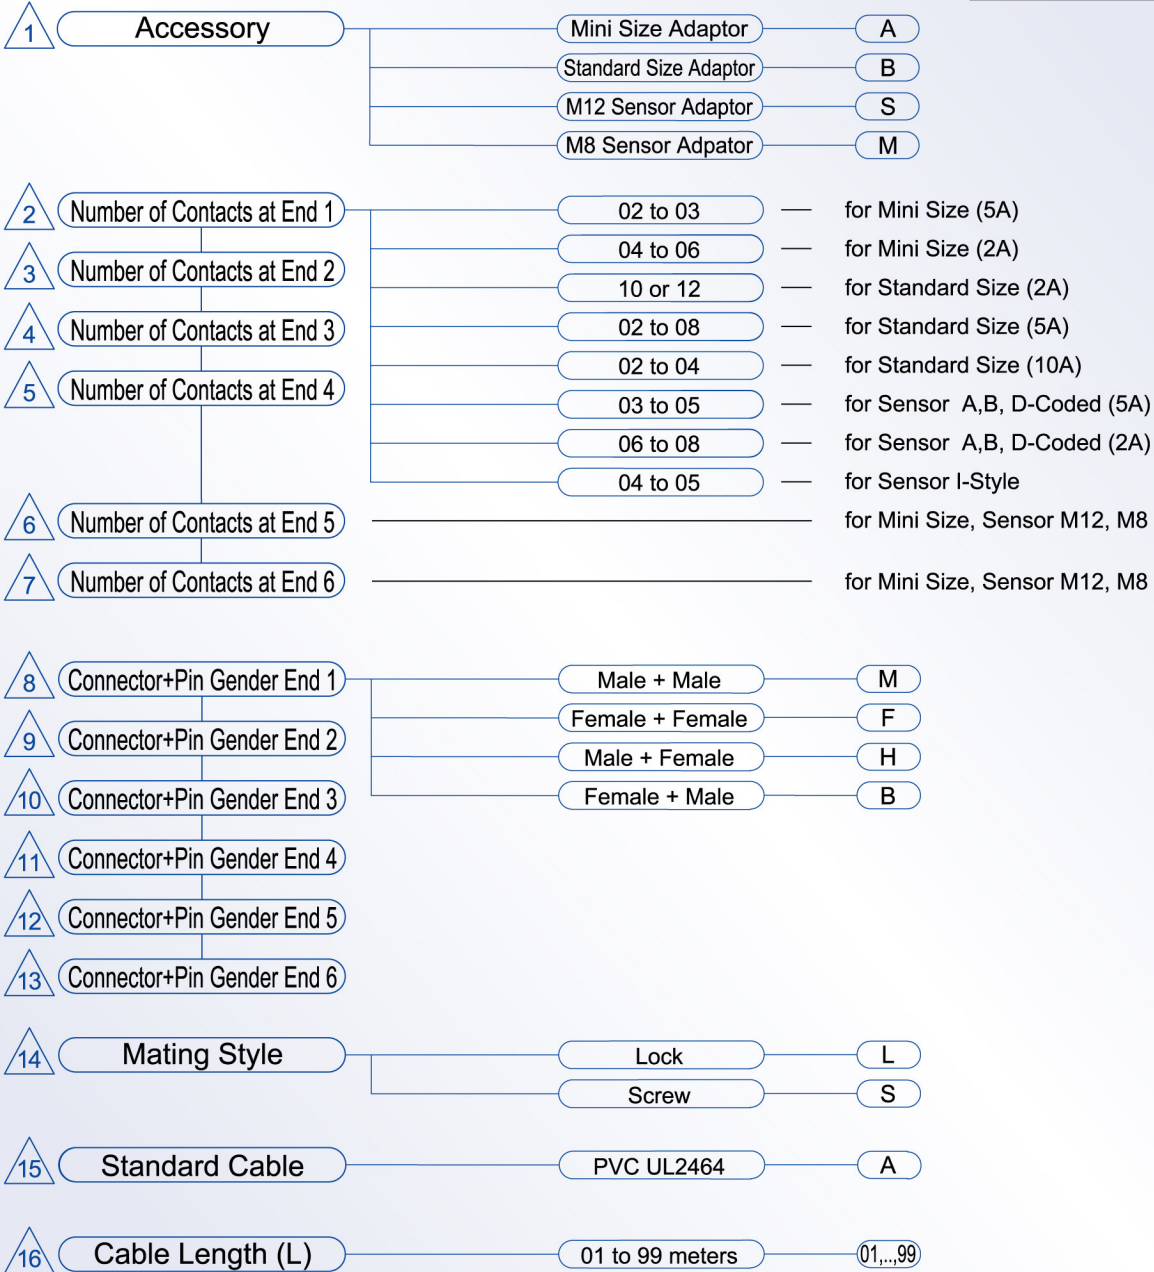 1 Accessory Mini Size Adaptor A
Standard Size Adaptor B
M12 Sensor Adaptor S
M8 Sensor Adpator M
2 Number of Contacts at End 1 02 to 03 — for Mini Size (5A)
04 to 06 — for Mini Size (2A)
3 Number of Contacts at End 2
10 or 12 — for Standard Size (2A)
4 Number of Contacts at End 3 02 to 08 — for Standard Size (5A)
02 to 04 — for Standard Size (10A)
5 Number of Contacts at End 4
03 to 05 — for Sensor A,B, D-Coded (5A)
06 to 08 — for Sensor A,B, D-Coded (2A)
04 to 05 — for Sensor I-Style
6 Number of Contacts at End 5 for Mini Size, Sensor M12, M8
7 Number of Contacts at End 6 for Mini Size, Sensor M12, M8
8 Connector+Pin Gender End 1 Male + Male M
Female + Female F
9 Connector+Pin Gender End 2
Male + Female H
10 Connector+Pin Gender End 3 Female + Male B
11 Connector+Pin Gender End 4
12 Connector+Pin Gender End 5
13 Connector+Pin Gender End 6
14 Mating Style Lock L
Screw S
15 Standard Cable PVC UL2464 A
16 Cable Length (L) 01 to 99 meters 01,..,99